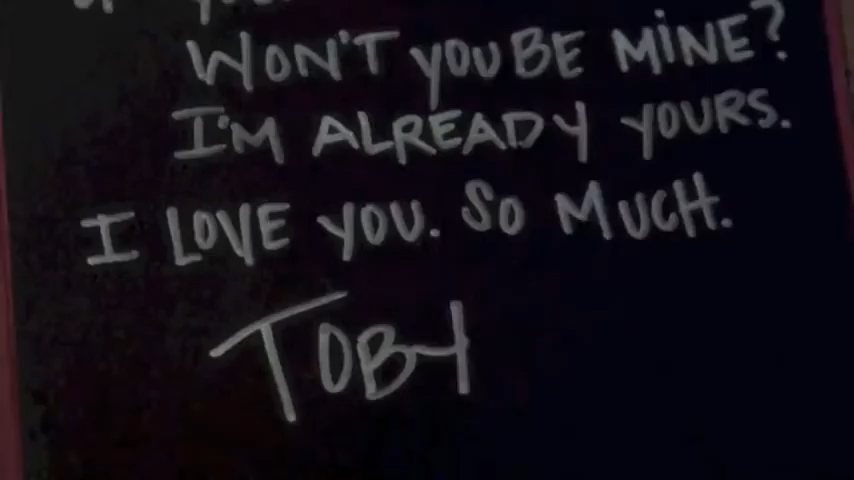 WON'T YOU BE MINE?
I'M ALREADY YOURS.
I LOVE YOU. SO MUCH.
TOBY